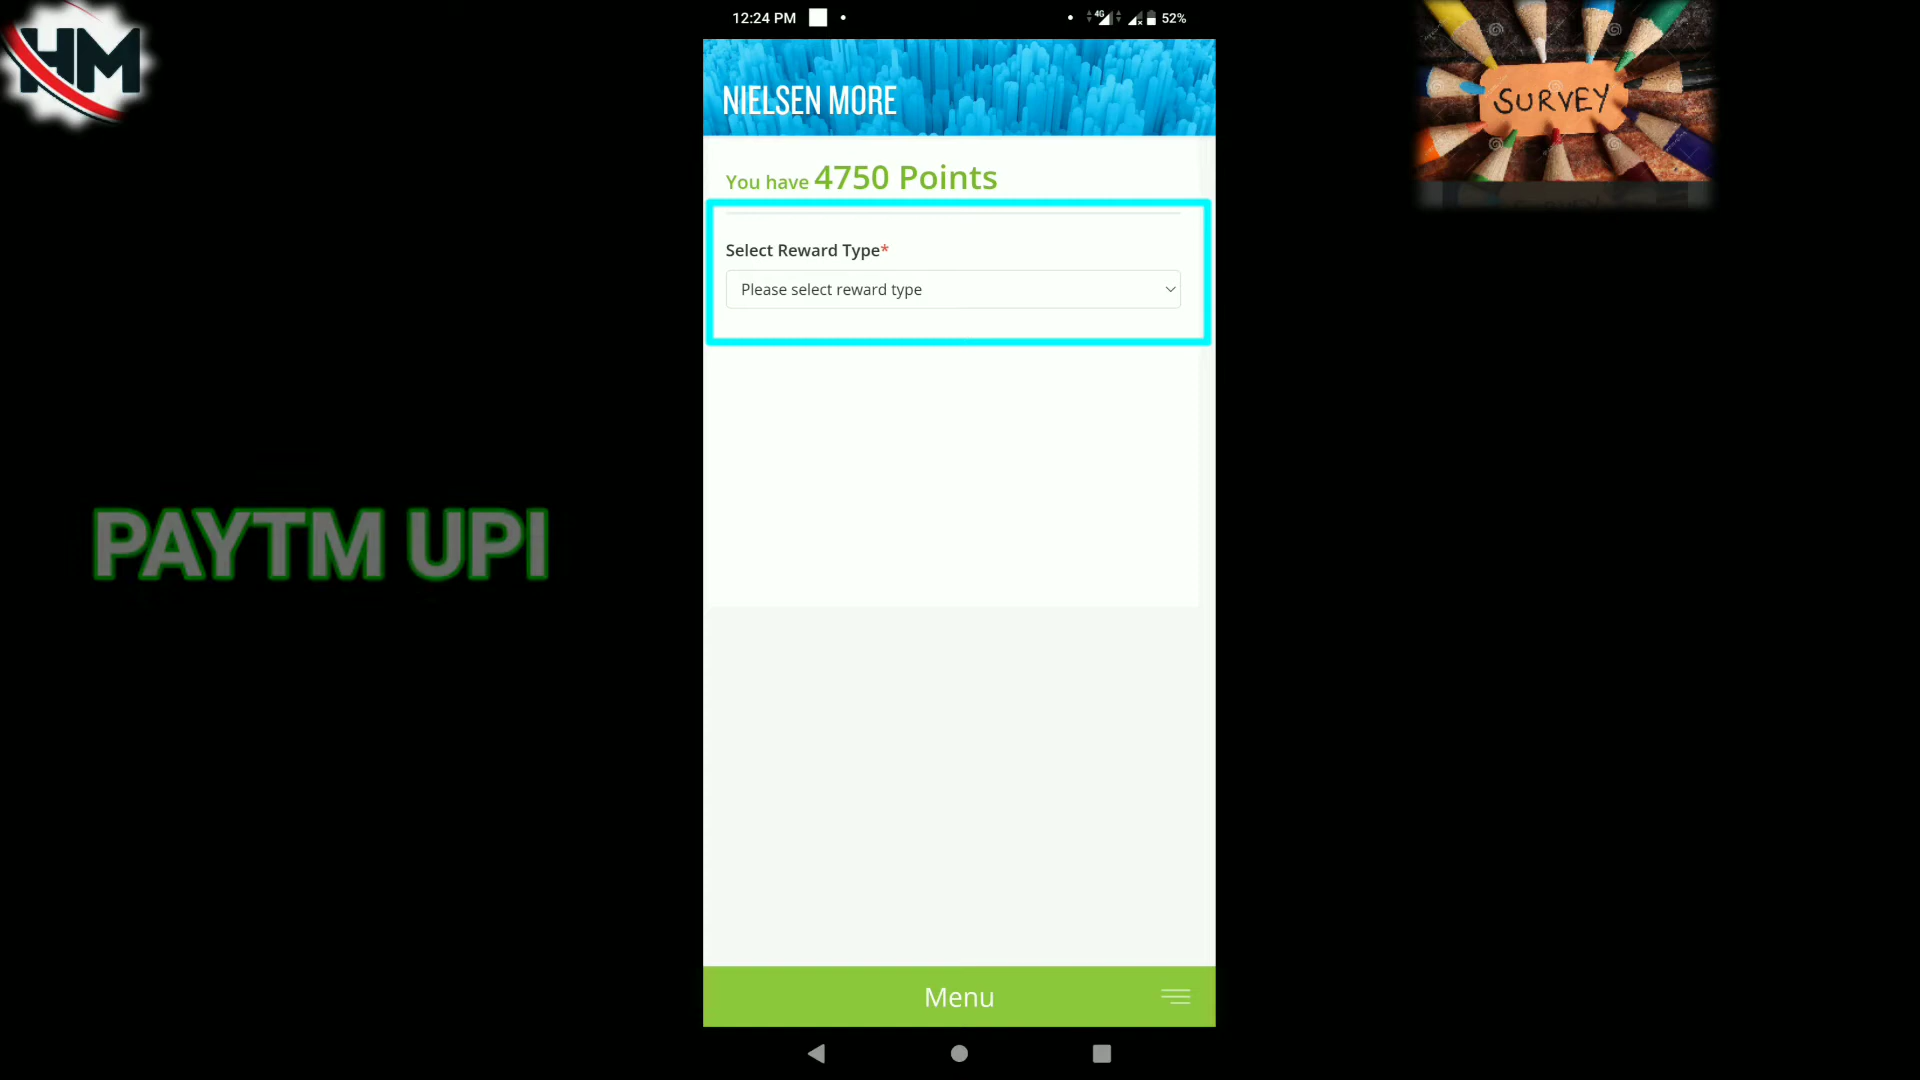 HM
12:24 PM
4G
52%
NIELSEN MORE
You have 4750 Points
Select Reward Type*
Please select reward type
Menu
PAYTM UPI
SURVEY